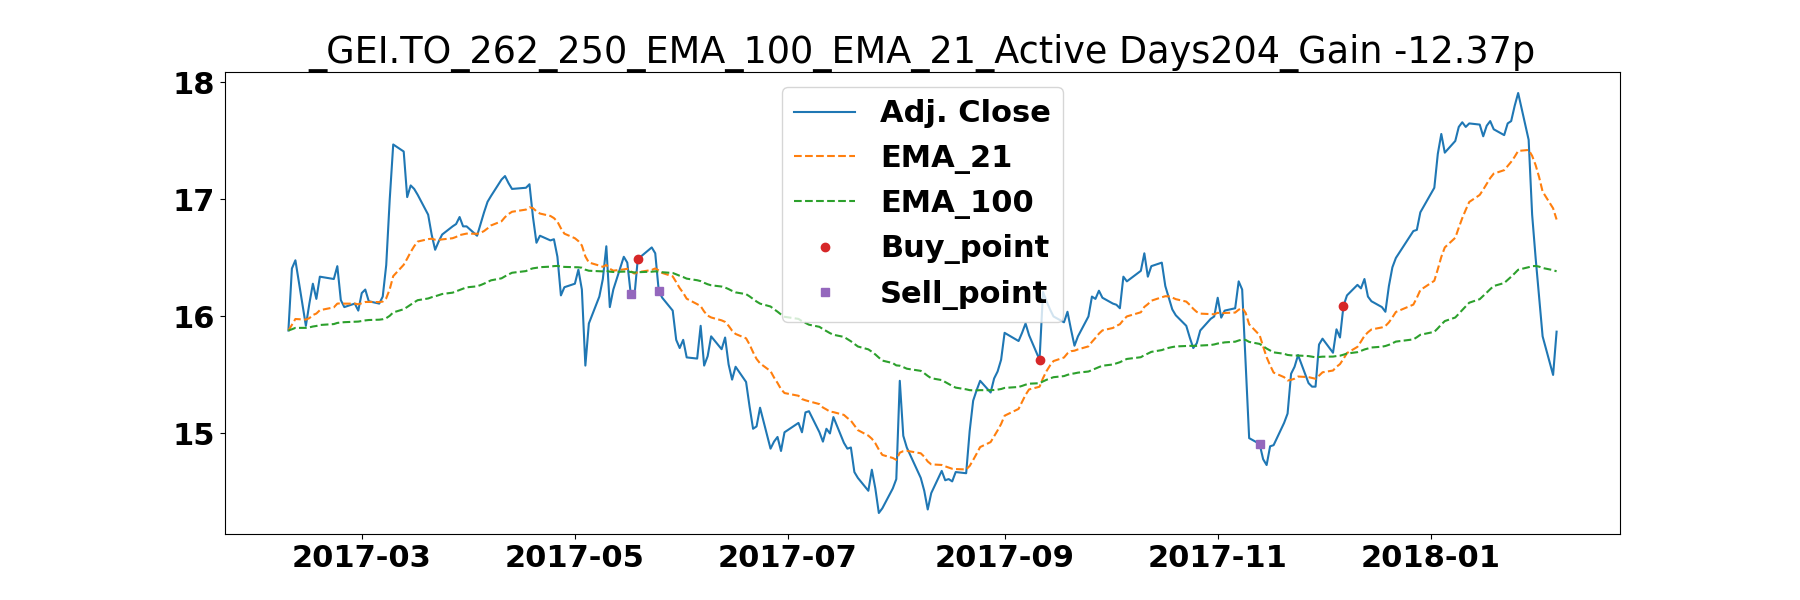 _GEI.TO_262_250_EMA_100_EMA_21_Active Days204_Gain -12.37p
18
17
16
15
Adj. Close
EMA_21
EMA_100
Buy_point
Sell_point
2017-03 2017-05 2017-07 2017-09 2017-11 2018-01